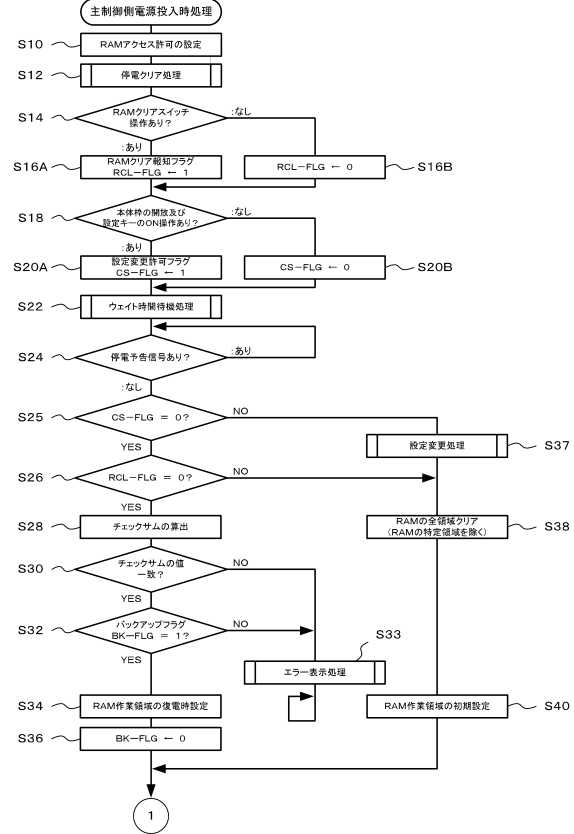 主制御側電源投入時処理
S10
RAMアクセス許可の設定
S12
停電クリア処理
S14
RAMクリアスイッチ
操作あり?
:なし
:あり
S16A
RAMクリア報知フラグ
RCL-FLG ← 1
RCL-FLG ← 0
S16B
S18
本体枠の開放及び
設定キーのON操作あり?
:なし
:あり
S20A
設定変更許可フラグ
CS-FLG ← 1
CS-FLG ← 0
S20B
S22
ウェイト時間待機処理
S24
停電予告信号あり?
:あり
:なし
S25
CS-FLG = 0?
NO
YES
設定変更処理
S37
S26
RCL-FLG = 0?
NO
YES
S28
チェックサムの算出
RAMの全領域クリア
(RAMの特定領域を除く)
S38
S30
チェックサムの値
一致?
NO
YES
S32
バックアップフラグ
BK-FLG = 1?
NO
YES
S33
エラー表示処理
S34
RAM作業領域の復電時設定
RAM作業領域の初期設定
S40
S36
BK-FLG ← 0
1